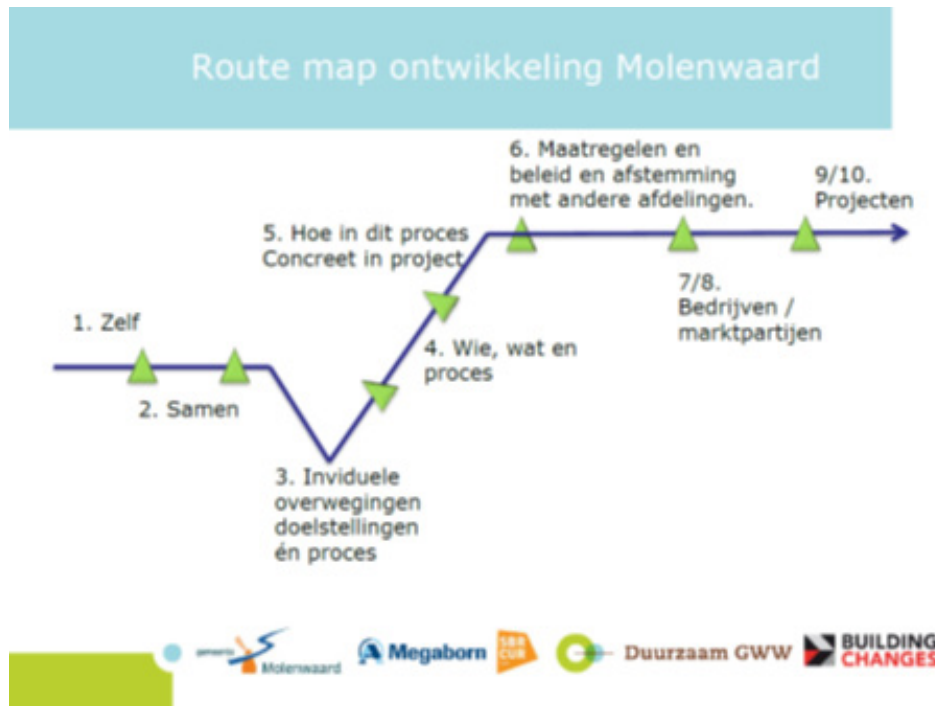 Route map ontwikkeling Molenwaard
6. Maatregelen en
beleid en afstemming
met andere afdelingen.
9/10.
Projecten
5. Hoe in dit proces
Concreet in project
7/8.
Bedrijven /
marktpartijen
1. Zelf
4. Wie, wat en
proces
2. Samen
3. Inviduele
overwegingen
doelstellingen
én proces
gemeente
Molenwaard
Megaborn
SBR
CUR
Duurzaam GWW
BUILDING
CHANGES